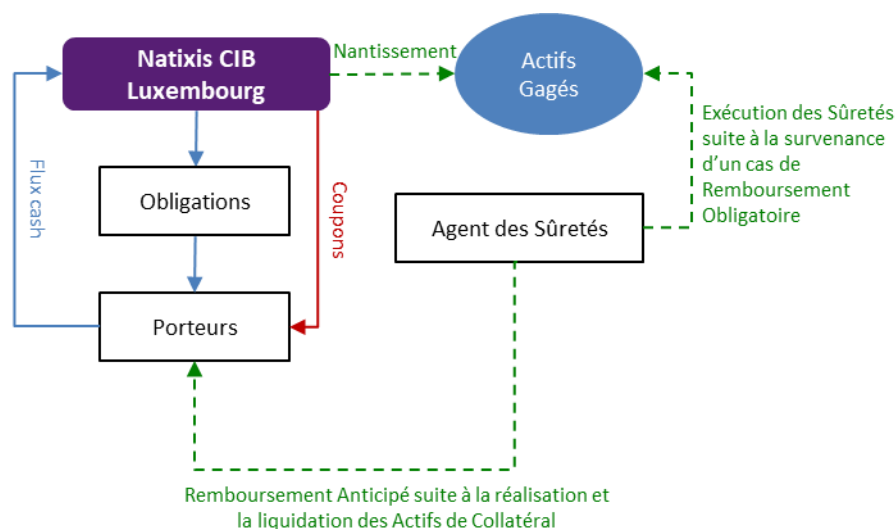 Natixis CIB
Luxembourg
Nantissement
Actifs
Gagés
Exécution des Sûretés
suite à la survenance
d'un cas de
Remboursement
Obligatoire
Flux cash
Obligations
Coupons
Agent des Sûretés
Porteurs
Remboursement Anticipé suite à la réalisation et
la liquidation des Actifs de Collatéral